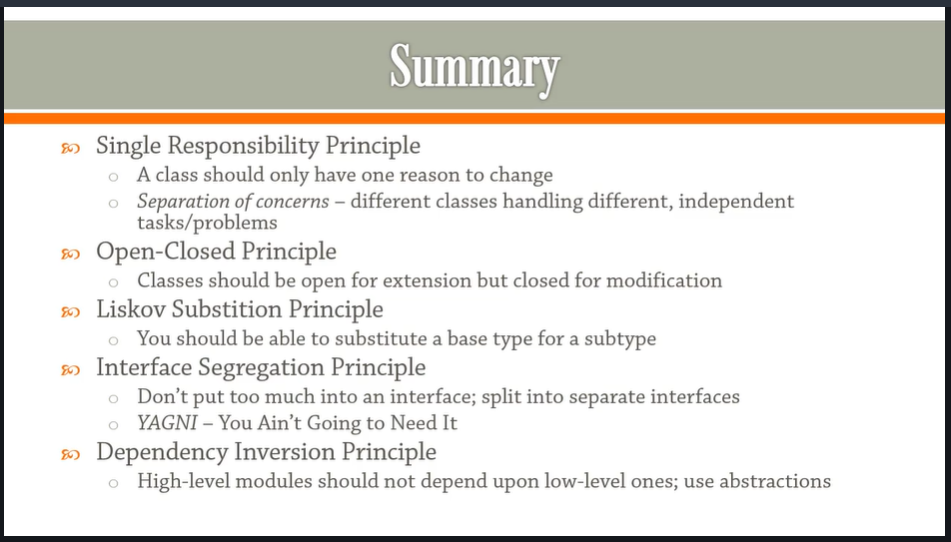 Summary
Single Responsibility Principle
A class should only have one reason to change
Separation of concerns – different classes handling different, independent
tasks/problems
Open-Closed Principle
Classes should be open for extension but closed for modification
Liskov Substition Principle
You should be able to substitute a base type for a subtype
Interface Segregation Principle
Don’t put too much into an interface; split into separate interfaces
YAGNI – You Ain’t Going to Need It
Dependency Inversion Principle
High-level modules should not depend upon low-level ones; use abstractions